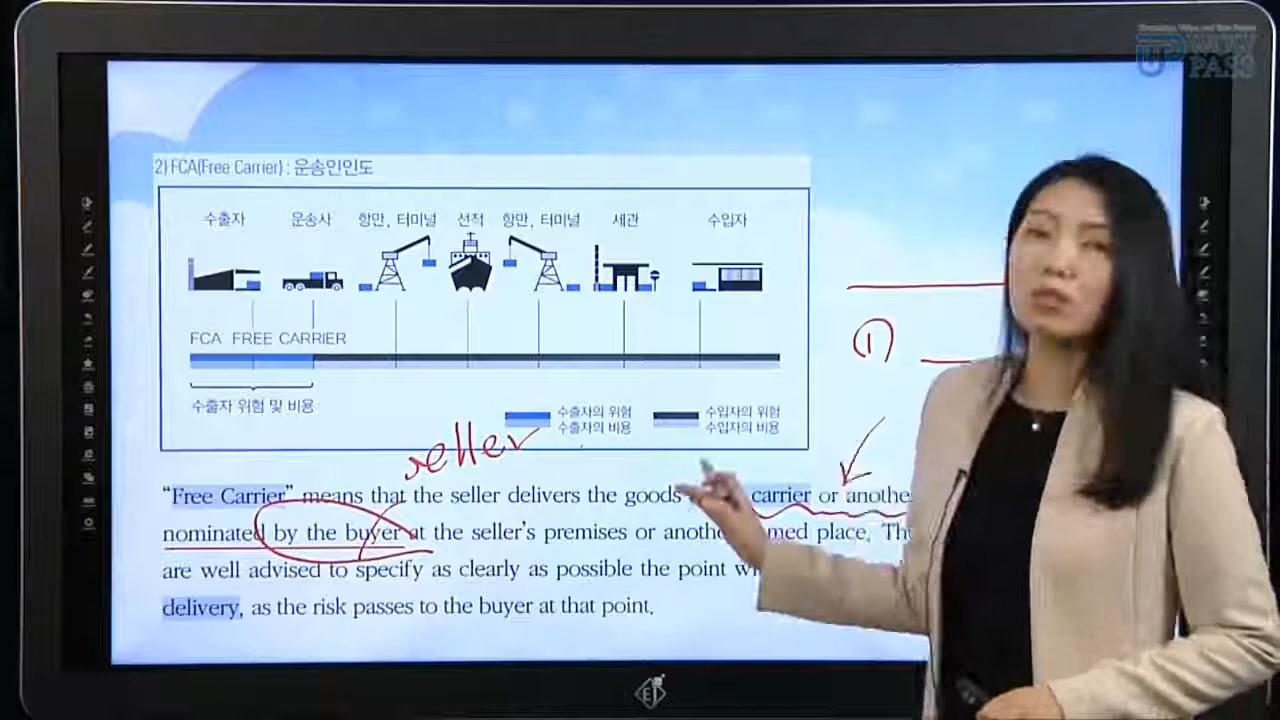 WOWPASS
2) FCA(Free Carrier) : 운송인인도
수출자 운송사 항만, 터미널 선적 항만, 터미널 세관 수입자
FCA FREE CARRIER
수출자 위험 및 비용
수출자의 위험
수출자의 비용
수입자의 위험
수입자의 비용
seller
①
“Free Carrier” means that the seller delivers the goods carrier or anothe
nominated by the buyer at the seller's premises or anothe med place. Th
are well advised to specify as clearly as possible the point w
delivery, as the risk passes to the buyer at that point.